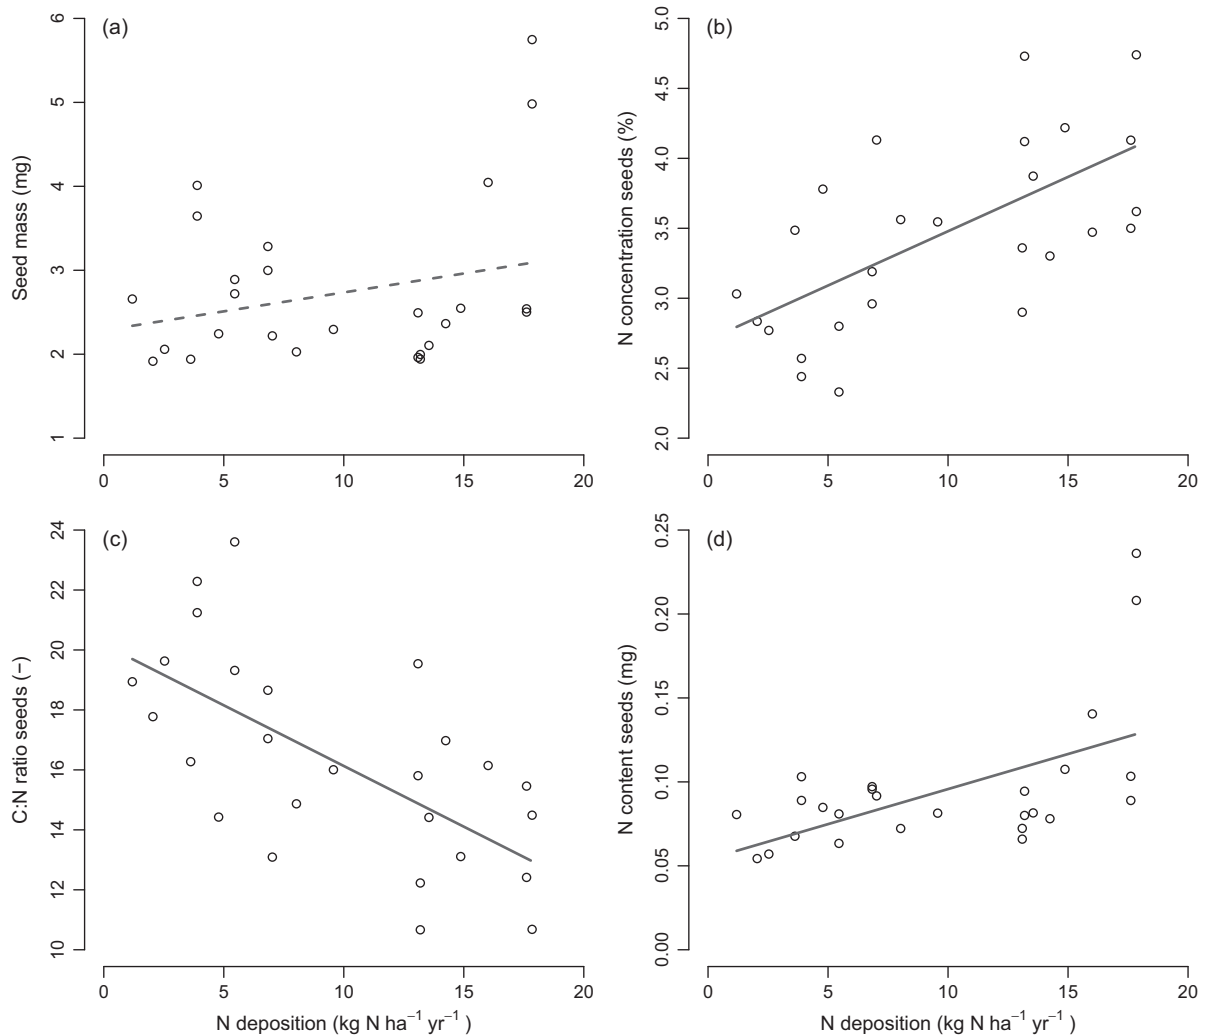 (a)
Seed mass (mg)
6
5
4
3
2
1
0 5 10 15 20
(b)
N concentration seeds (%)
5.0
4.5
4.0
3.5
3.0
2.5
2.0
0 5 10 15 20
(c)
C:N ratio seeds (−)
24
22
20
18
16
14
12
10
0 5 10 15 20
N deposition (kg N ha⁻¹ yr⁻¹ )
(d)
N content seeds (mg)
0.25
0.20
0.15
0.10
0.05
0.00
0 5 10 15 20
N deposition (kg N ha⁻¹ yr⁻¹ )